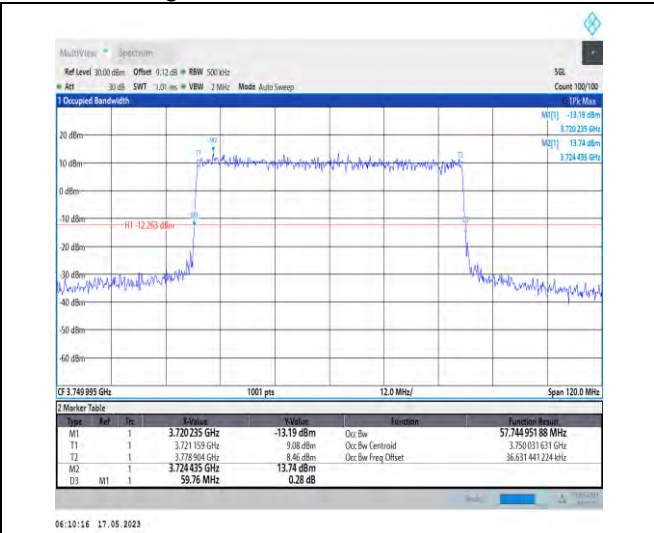 MultiView Spectrum
Ref Level 30.00 dBm Offset 9.12 dB RBW 500 kHz SGL
Att 30 dB SWT 1.01 ms VBW 2 MHz Mode Auto Sweep Count 100/100
1 Occupied Bandwidth 1Pk Max
M1[1] -13.19 dBm
3.720 235 GHz
M2[1] 13.74 dBm
3.724 435 GHz
20 dBm
M2
T1 T2
10 dBm
0 dBm
-10 dBm
M1
H1 -12.263 dBm
-20 dBm
-30 dBm
-40 dBm
-50 dBm
-60 dBm
CF 3.749 995 GHz 1001 pts 12.0 MHz/ Span 120.0 MHz
2 Marker Table
Type Ref Trc X-Value Y-Value Function Function Result
M1 1 3.720 235 GHz -13.19 dBm Occ Bw 57.744 951 88 MHz
T1 1 3.721 159 GHz 9.08 dBm Occ Bw Centroid 3.750 031 631 GHz
T2 1 3.778 904 GHz 8.46 dBm Occ Bw Freq Offset 36.631 441 224 kHz
M2 1 3.724 435 GHz 13.74 dBm
D3 M1 1 59.76 MHz 0.28 dB
06:10:16 17.05.2023